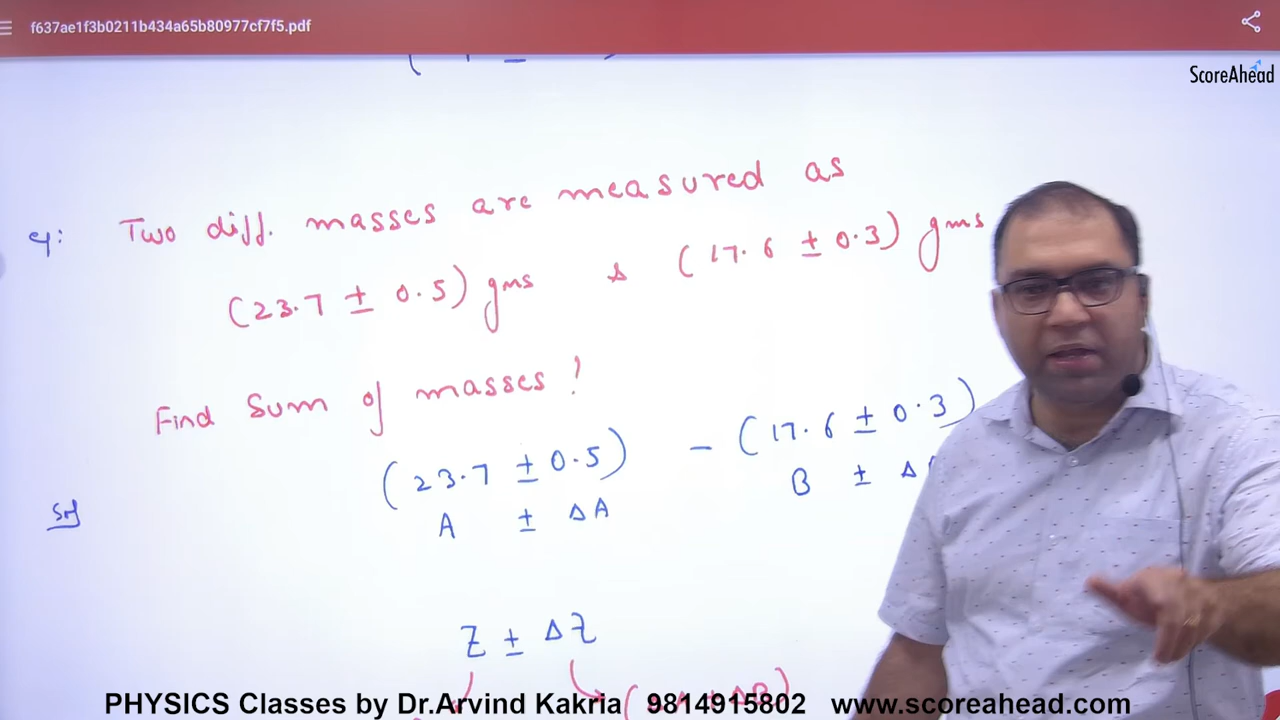 f637ae1f3b0211b434a65b80977cf7f5.pdf
ScoreAhead
eg: Two diff. masses are measured as
(23.7 ± 0.5) gms & (17.6 ± 0.3) gms
Find Sum of masses!
Sol (23.7 ± 0.5) – (17.6 ± 0.3)
A ± ΔA B ± Δ
Z ± ΔZ
PHYSICS Classes by Dr.Arvind Kakria 9814915802 www.scoreahead.com